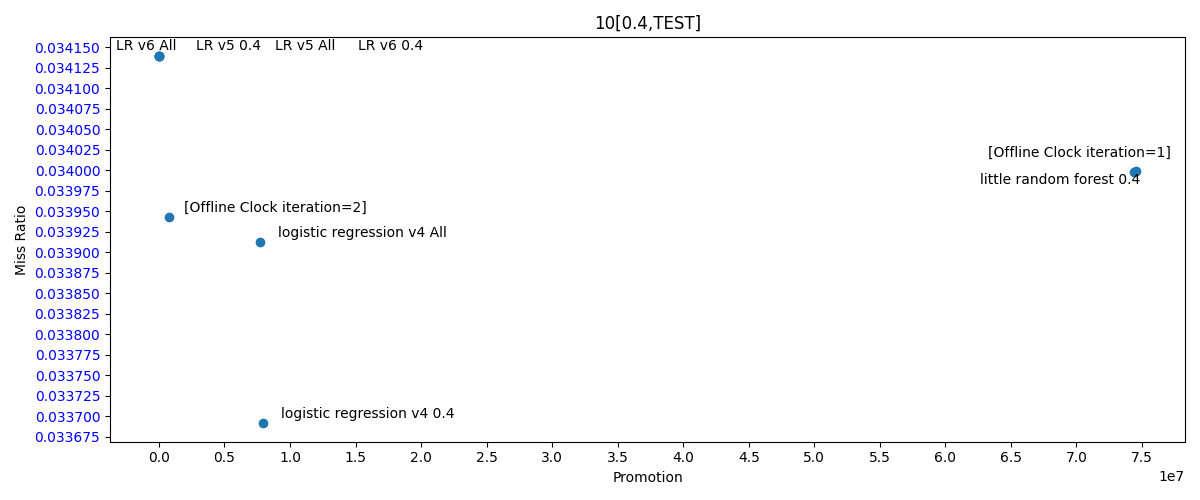 10[0.4,TEST]
0.034150
LR v6 All
LR v5 0.4
LR v5 All
LR v6 0.4
0.034125
0.034100
0.034075
0.034050
0.034025
[Offline Clock iteration=1]
0.034000
little random forest 0.4
0.033975
0.033950
[Offline Clock iteration=2]
0.033925
logistic regression v4 All
0.033900
0.033875
0.033850
0.033825
0.033800
0.033775
0.033750
0.033725
0.033700
logistic regression v4 0.4
0.033675
Miss Ratio
0.0 0.5 1.0 1.5 2.0 2.5 3.0 3.5 4.0 4.5 5.0 5.5 6.0 6.5 7.0 7.5
1e7
Promotion